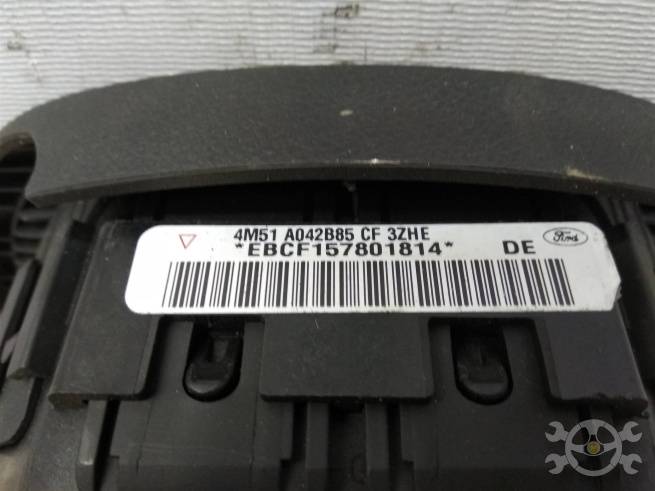 4M51 A042B85 CF 3ZHE
*EBCF157801814*
DE
Ford